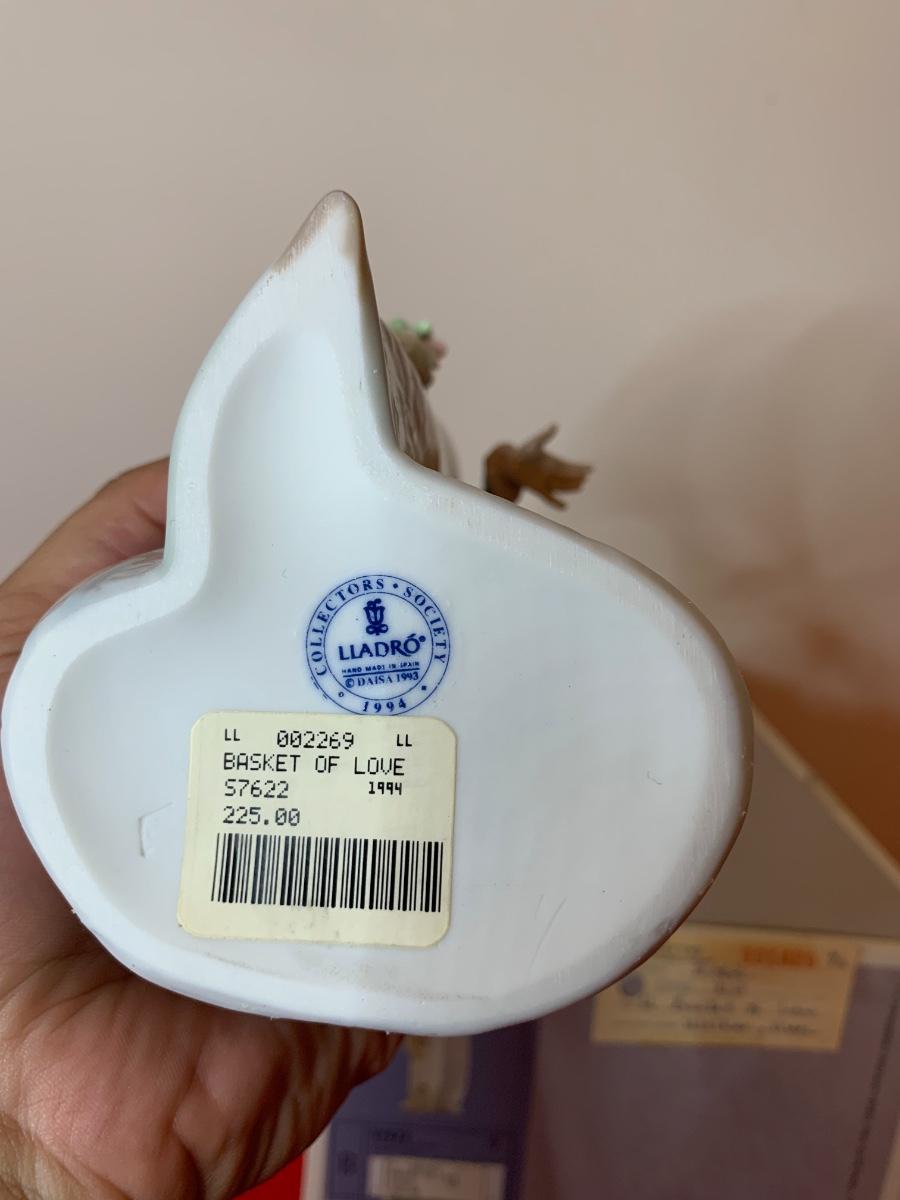 COLLECTORS • SOCIETY
LLADRÓ
HAND MADE IN SPAIN
© DAISA 1993
1994
LL 002269 LL
BASKET OF LOVE
S7622 1994
225.00